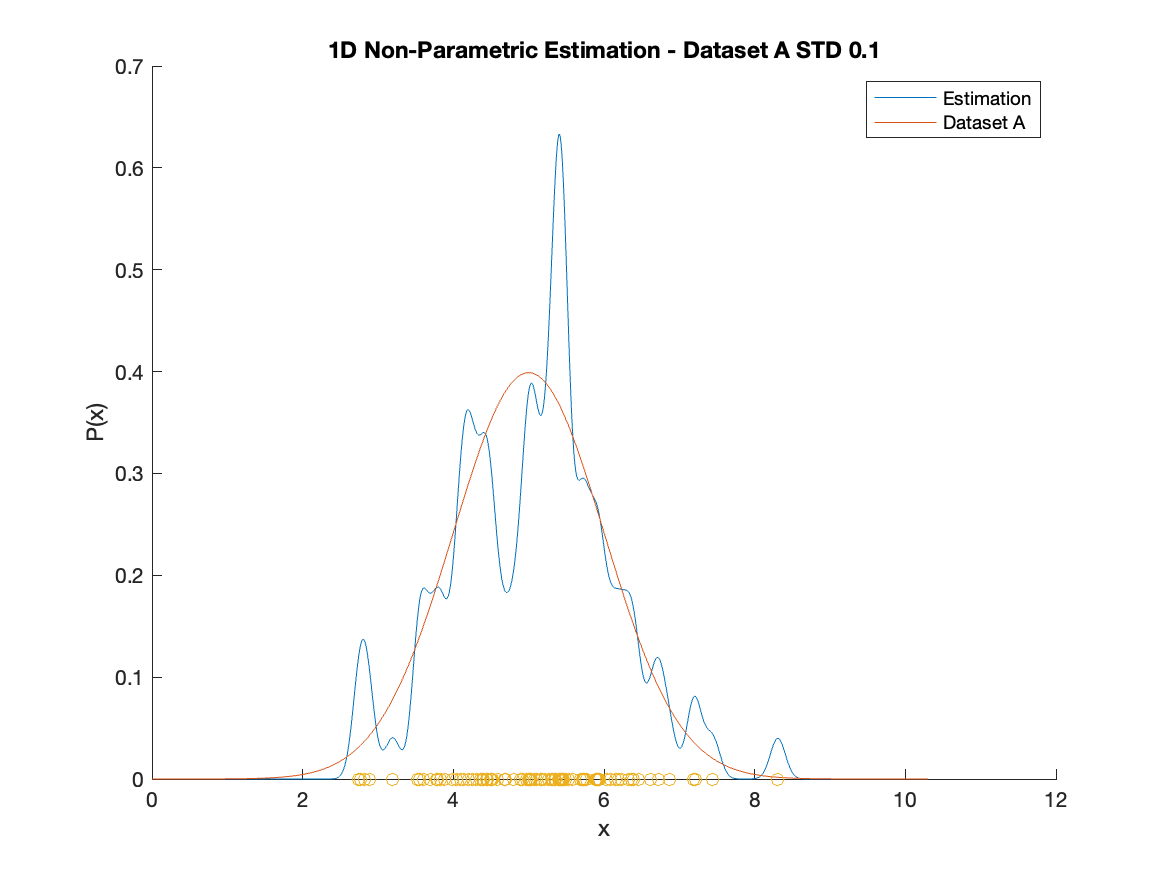 1D Non-Parametric Estimation - Dataset A STD 0.1
Estimation
Dataset A
0.7
0.6
0.5
0.4
0.3
0.2
0.1
0
P(x)
0 2 4 6 8 10 12
x